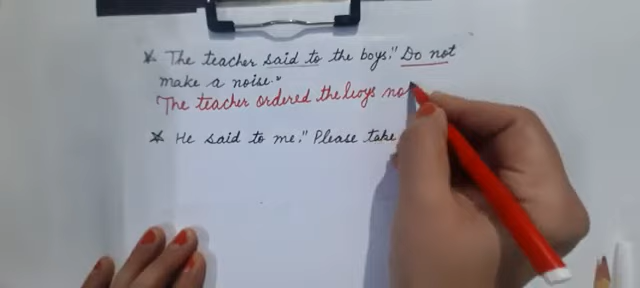 * The teacher said to the boys," Do not
make a noise."
The teacher ordered the boys no
* He said to me," Please take